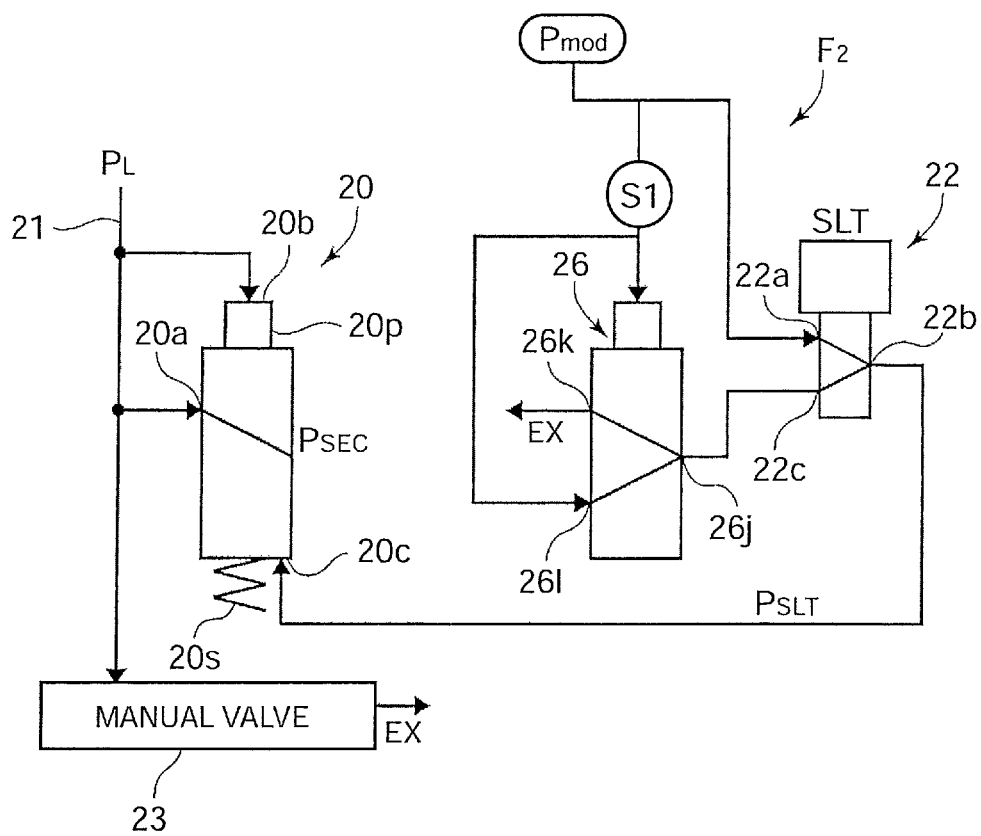 Pmod
F2
PL
21
20
20b
S1
22
SLT
26
22a
22b
20a
20p
26k
EX
PSEC
22c
26j
20c
26l
PSLT
20s
MANUAL VALVE
EX
23